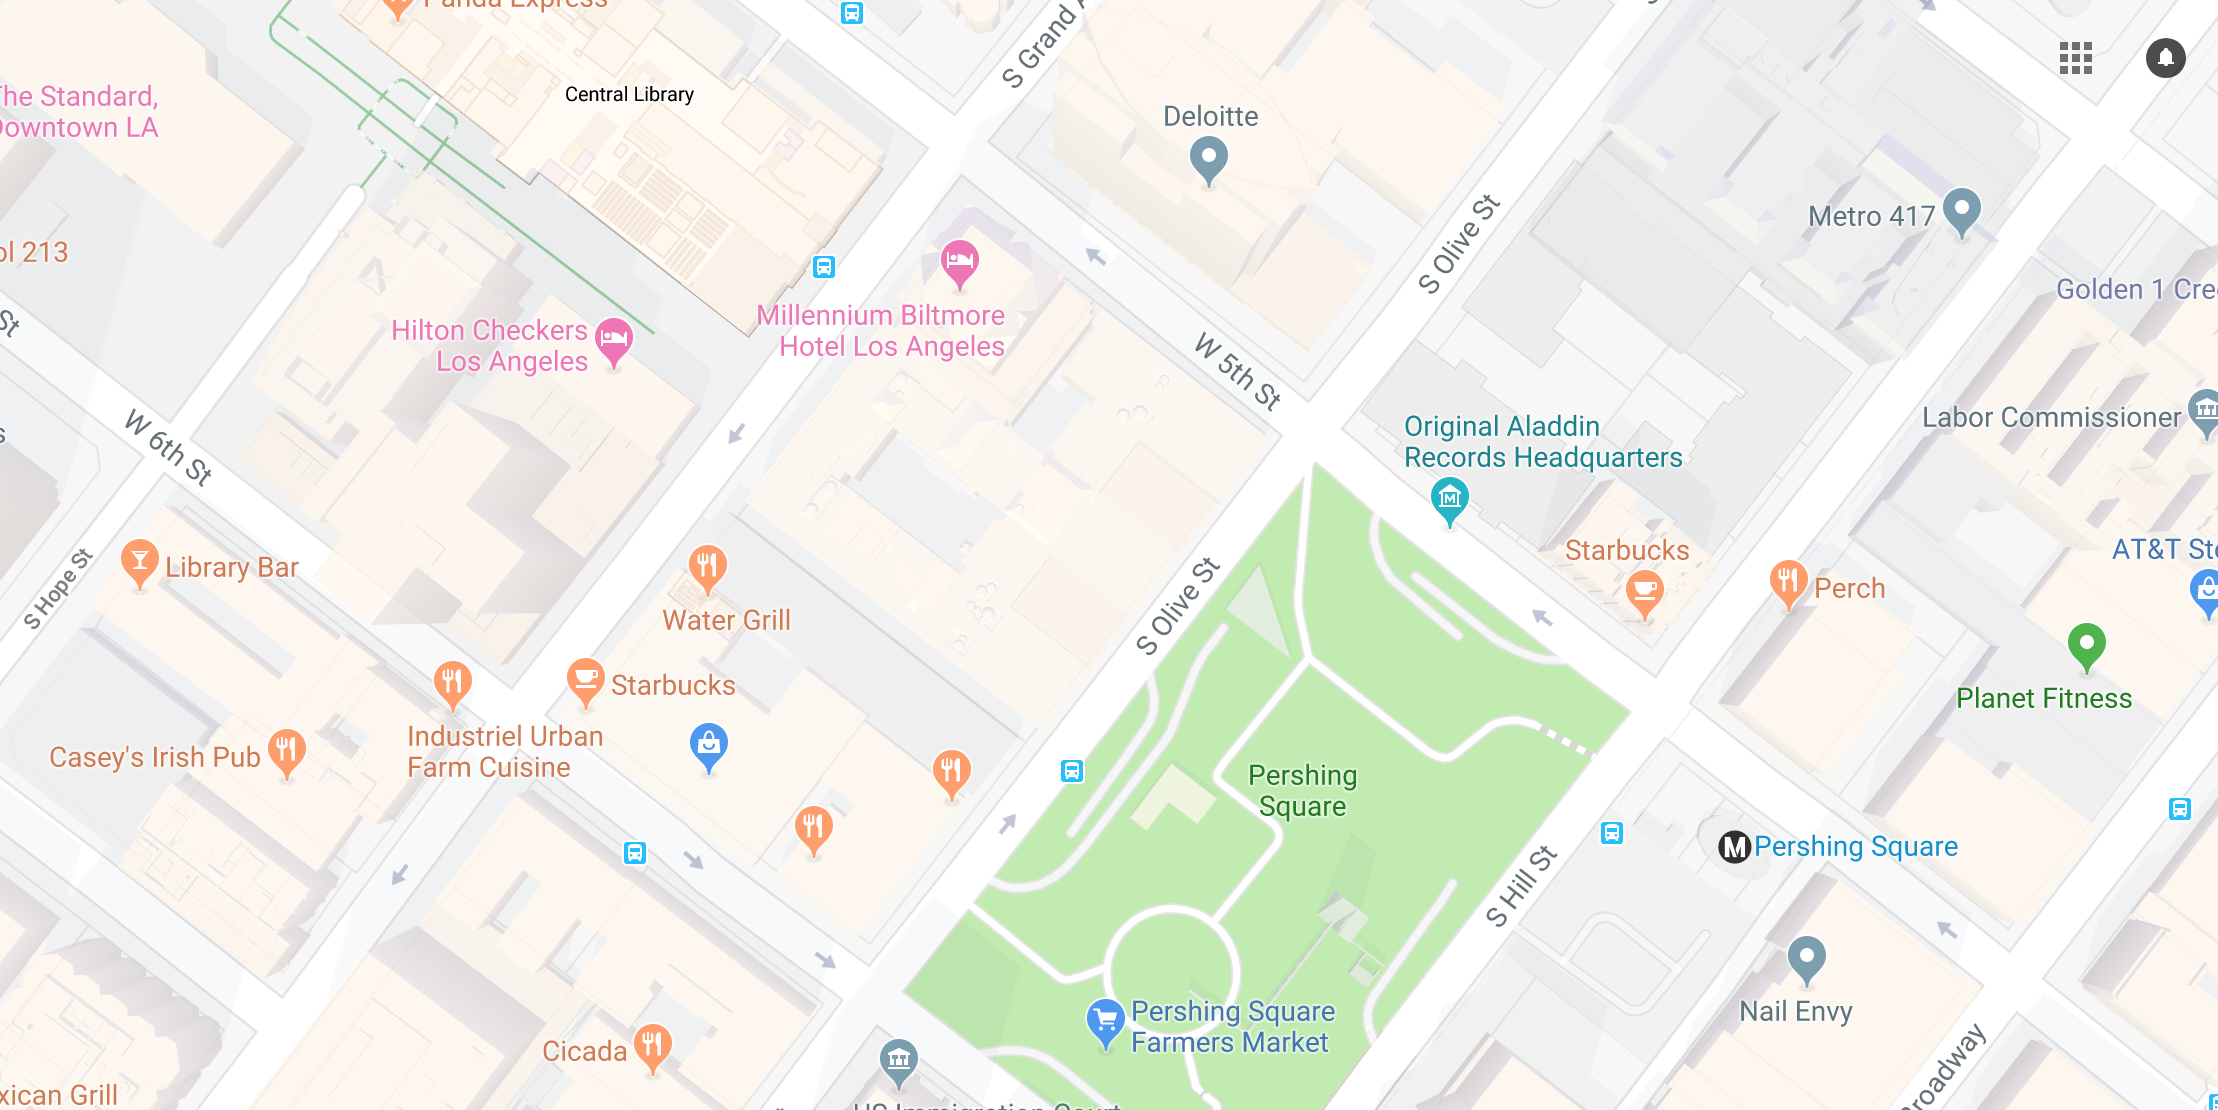 Panda Express
S Grand
The Standard,
Downtown LA
Central Library
Deloitte
Metro 417
ol 213
S Olive St
Golden 1 Cre
Hilton Checkers
Los Angeles
Millennium Biltmore
Hotel Los Angeles
St
W 5th St
W 6th St
Labor Commissioner
Original Aladdin
Records Headquarters
Library Bar
S Hope St
Water Grill
S Olive St
Starbucks
Perch
AT&T Sto
Starbucks
Planet Fitness
Casey's Irish Pub
Industriel Urban
Farm Cuisine
Pershing
Square
M Pershing Square
S Hill St
Nail Envy
Pershing Square
Farmers Market
Cicada
Broadway
xican Grill
US Immigration Court